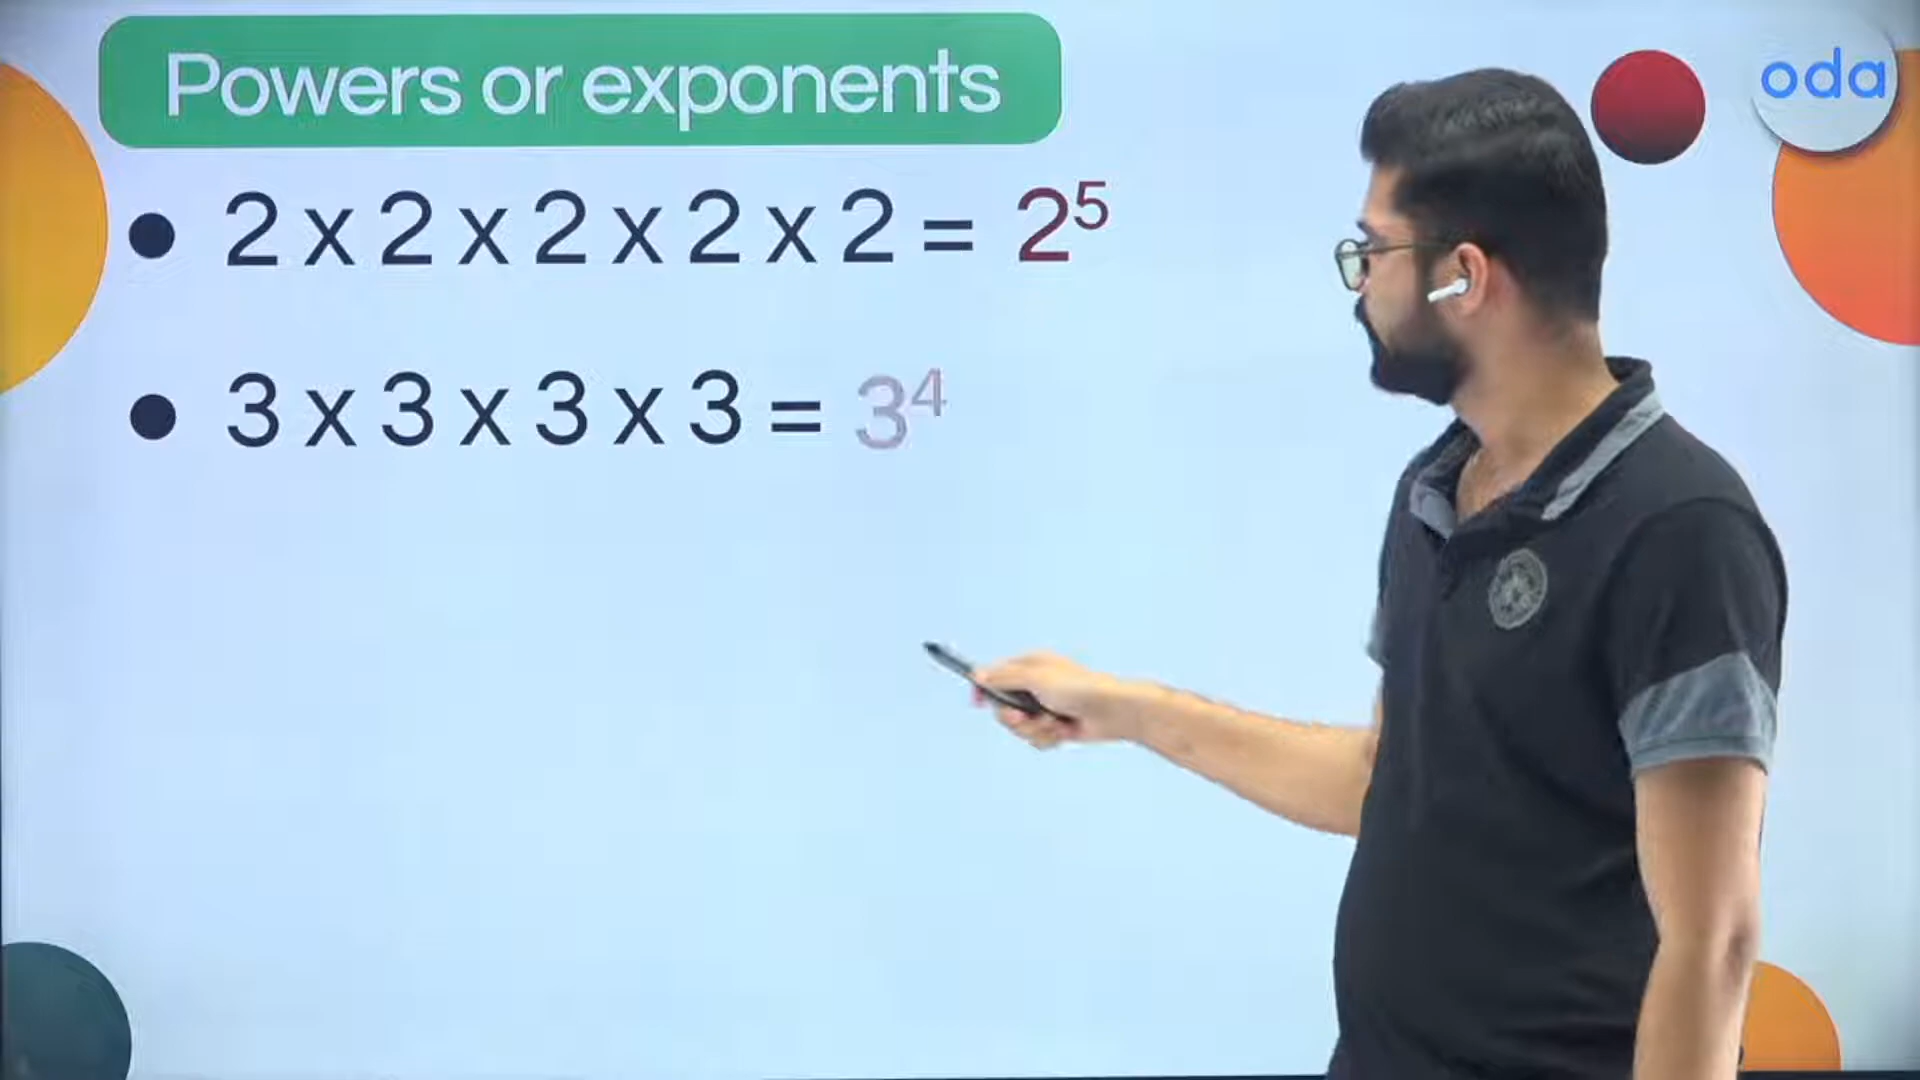 Powers or exponents
oda
• 2 x 2 x 2 x 2 x 2 = 2⁵
• 3 x 3 x 3 x 3 = 3⁴